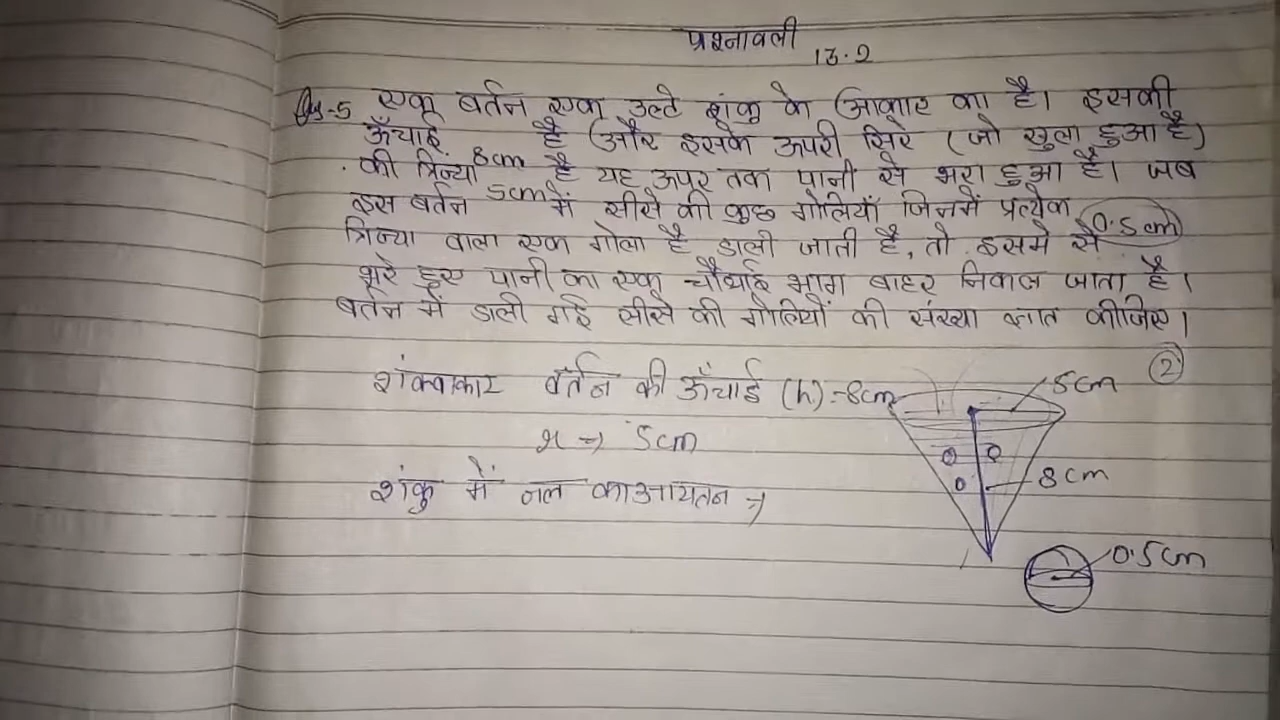 प्रश्नावली
13.2
Qs-5 एक बर्तन एक उल्टे शंकु के आकार का है। इसकी
ऊँचाई 8cm है और इसके ऊपरी सिरे (जो खुला हुआ है)
की त्रिज्या 5cm है यह ऊपर तक पानी से भरा हुआ है। जब
इस बर्तन में सीसे की कुछ गोलियाँ जिनमें प्रत्येक 0.5cm
त्रिज्या वाला एक गोला है डाली जाती है, तो इसमे से
भरे हुए पानी का एक चौथाई भाग बाहर निकल जाता है।
बर्तन में डाली गई सीसे की गोलियों की संख्या ज्ञात कीजिए।
2
शंक्वाकार बर्तन की ऊँचाई (h) = 8cm
5cm
r => 5cm
8cm
शंकु में जल का आयतन =>
0.5cm